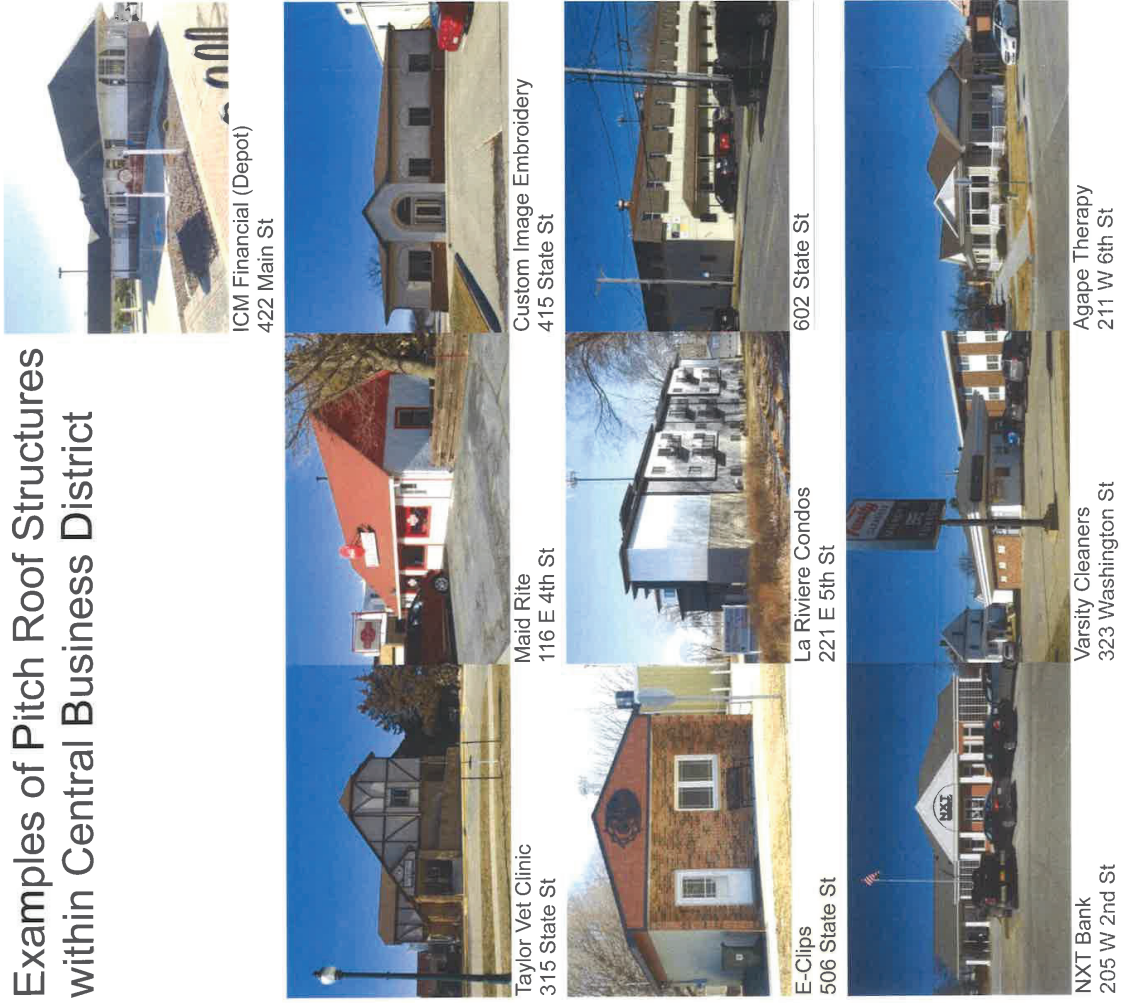 Examples of Pitch Roof Structures
within Central Business District
ICM Financial (Depot)
422 Main St
Taylor Vet Clinic
315 State St
Maid Rite
116 E 4th St
Custom Image Embroidery
415 State St
E-Clips
506 State St
La Riviere Condos
221 E 5th St
602 State St
NXT
NXT Bank
205 W 2nd St
Varsity Cleaners
323 Washington St
Agape Therapy
211 W 6th St